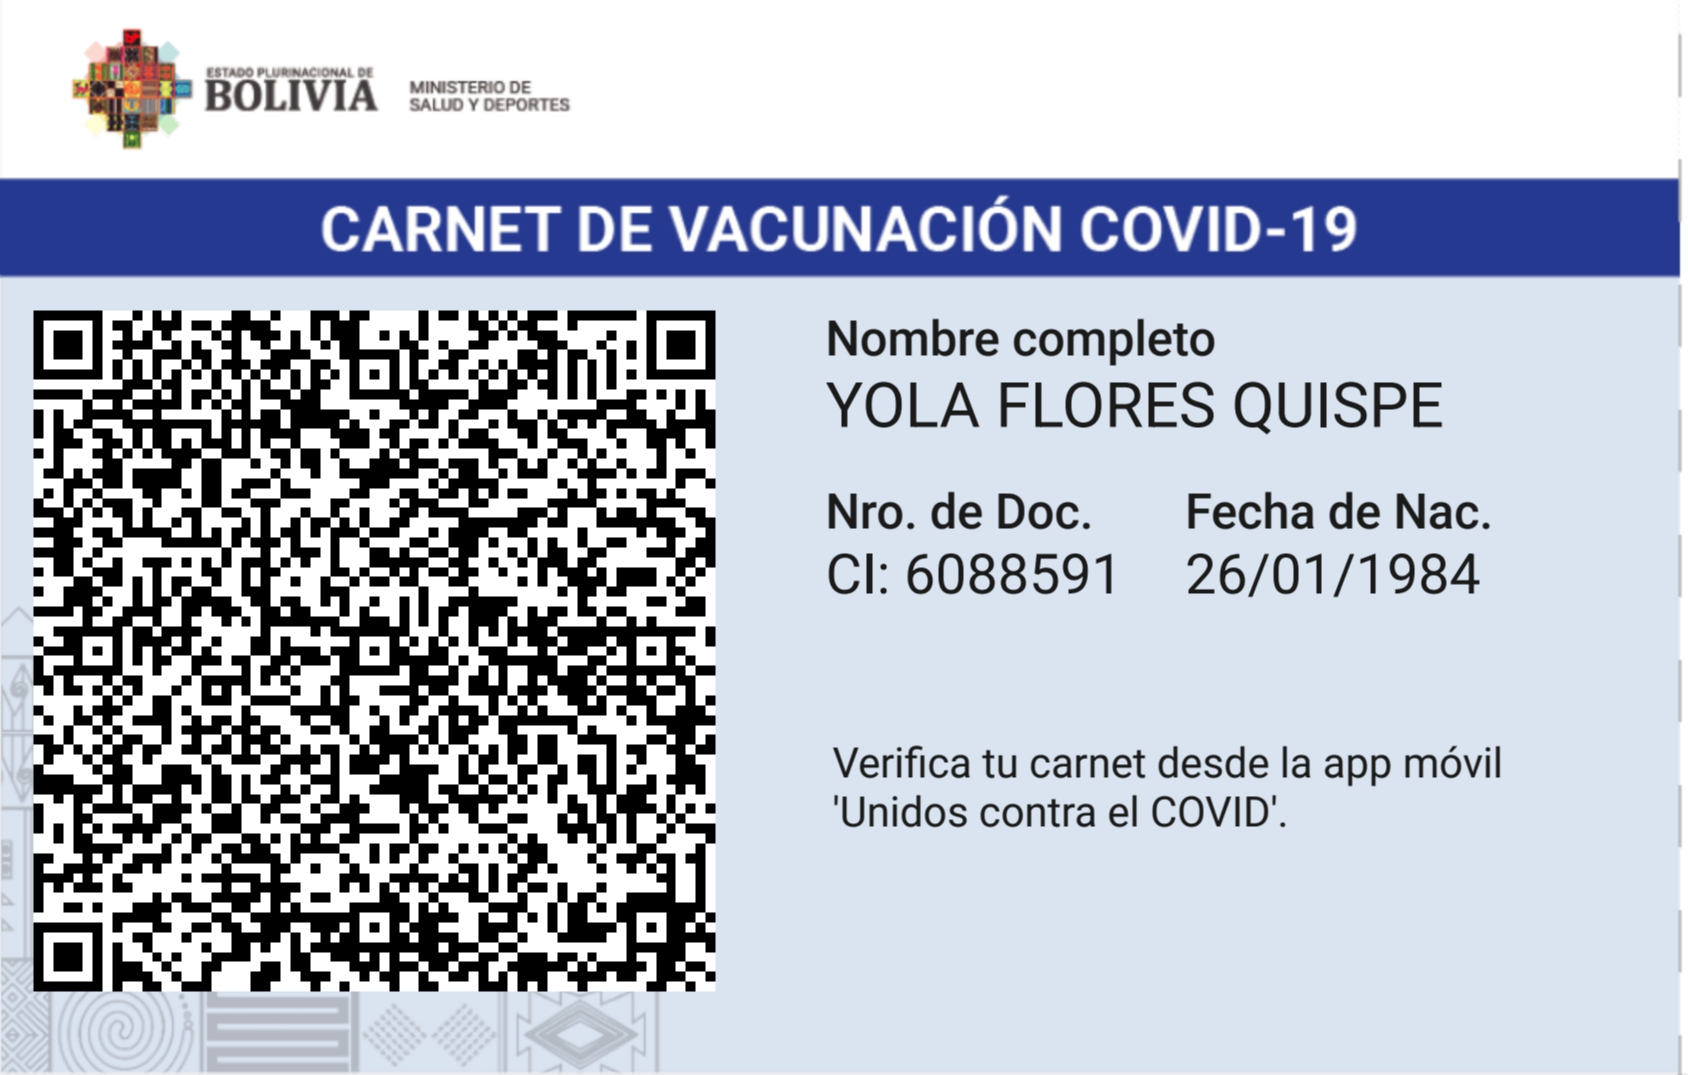 ESTADO PLURINACIONAL DE
BOLIVIA
MINISTERIO DE
SALUD Y DEPORTES
CARNET DE VACUNACIÓN COVID-19
Nombre completo
YOLA FLORES QUISPE
Nro. de Doc. Fecha de Nac.
CI: 6088591 26/01/1984
Verifica tu carnet desde la app móvil
'Unidos contra el COVID'.